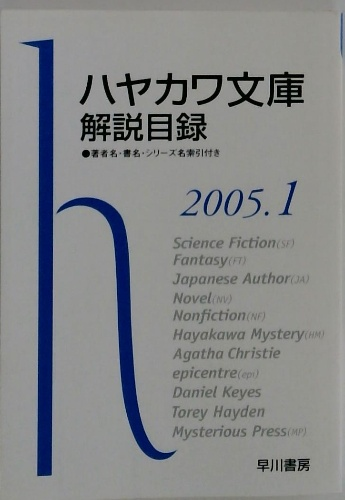 h
ハヤカワ文庫
解説目録
●著者名・書名・シリーズ名索引付き
2005.1
Science Fiction(SF)
Fantasy(FT)
Japanese Author(JA)
Novel(NV)
Nonfiction(NF)
Hayakawa Mystery(HM)
Agatha Christie
epicentre(epi)
Daniel Keyes
Torey Hayden
Mysterious Press(MP)
早川書房